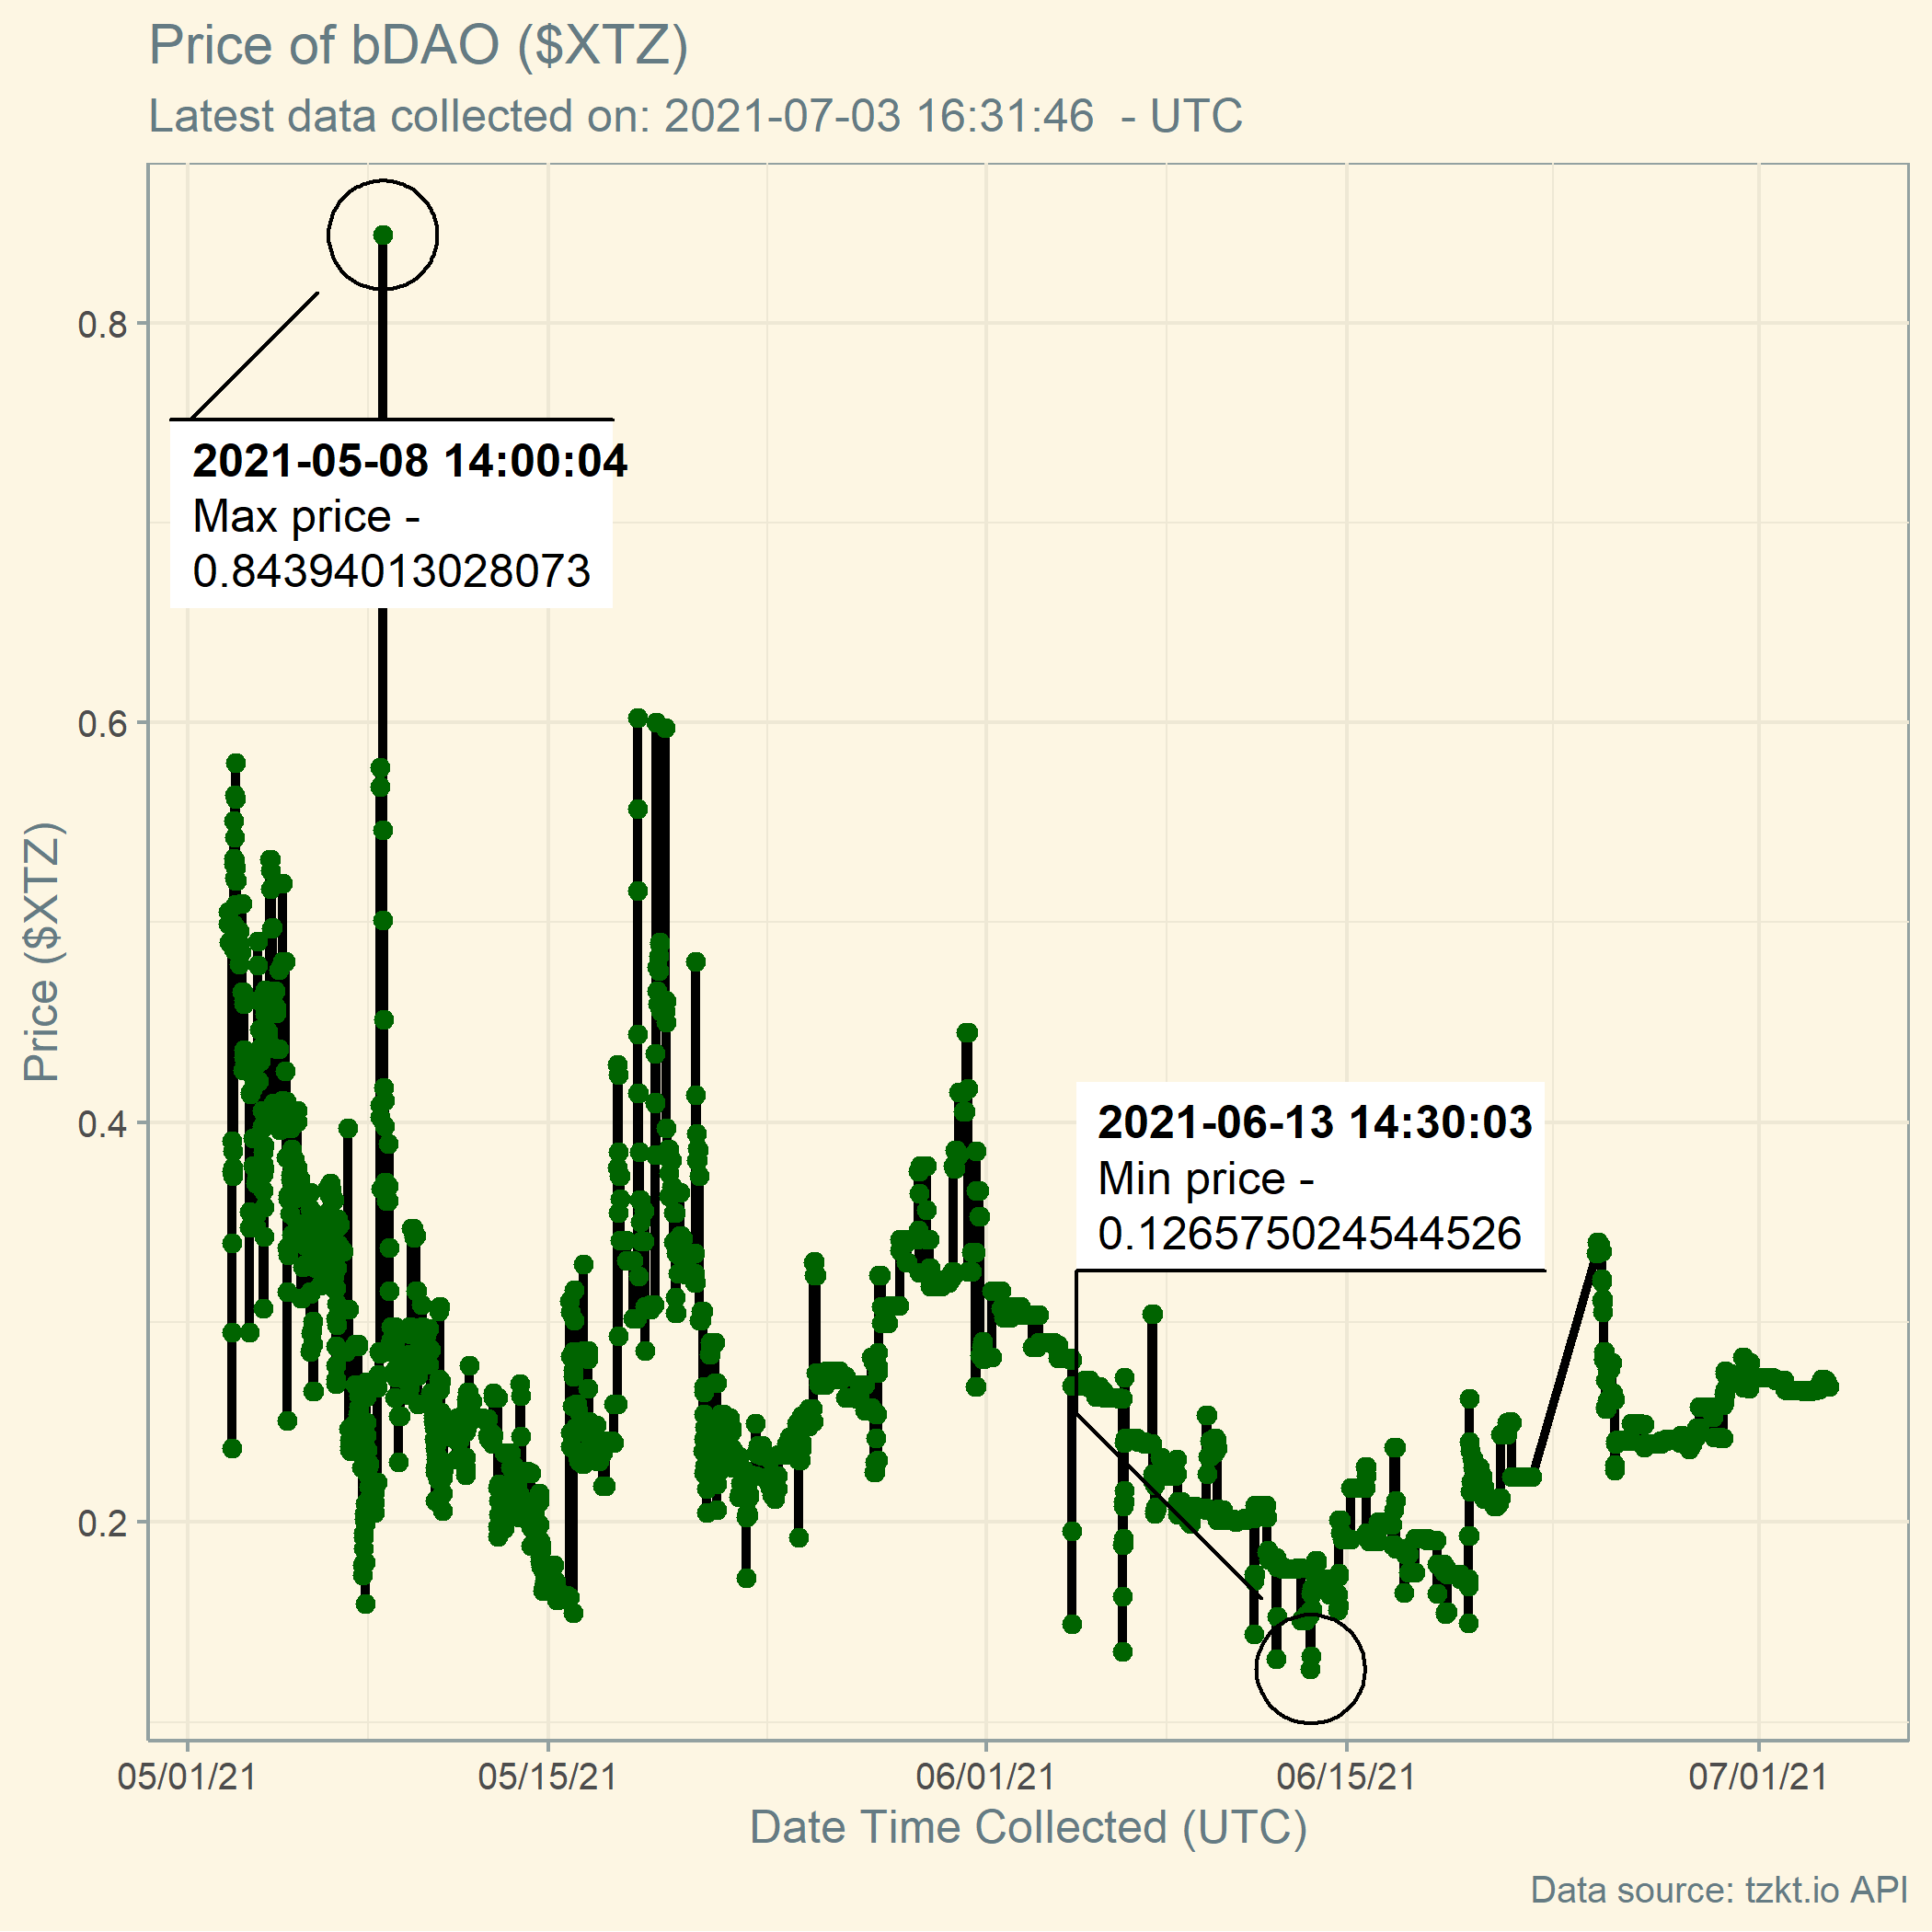 Price of bDAO ($XTZ)
Latest data collected on: 2021-07-03 16:31:46  - UTC
2021-05-08 14:00:04
Max price -
0.84394013028073
2021-06-13 14:30:03
Min price -
0.126575024544526
Price ($XTZ)
0.8
0.6
0.4
0.2
05/01/21
05/15/21
06/01/21
06/15/21
07/01/21
Date Time Collected (UTC)
Data source: tzkt.io API